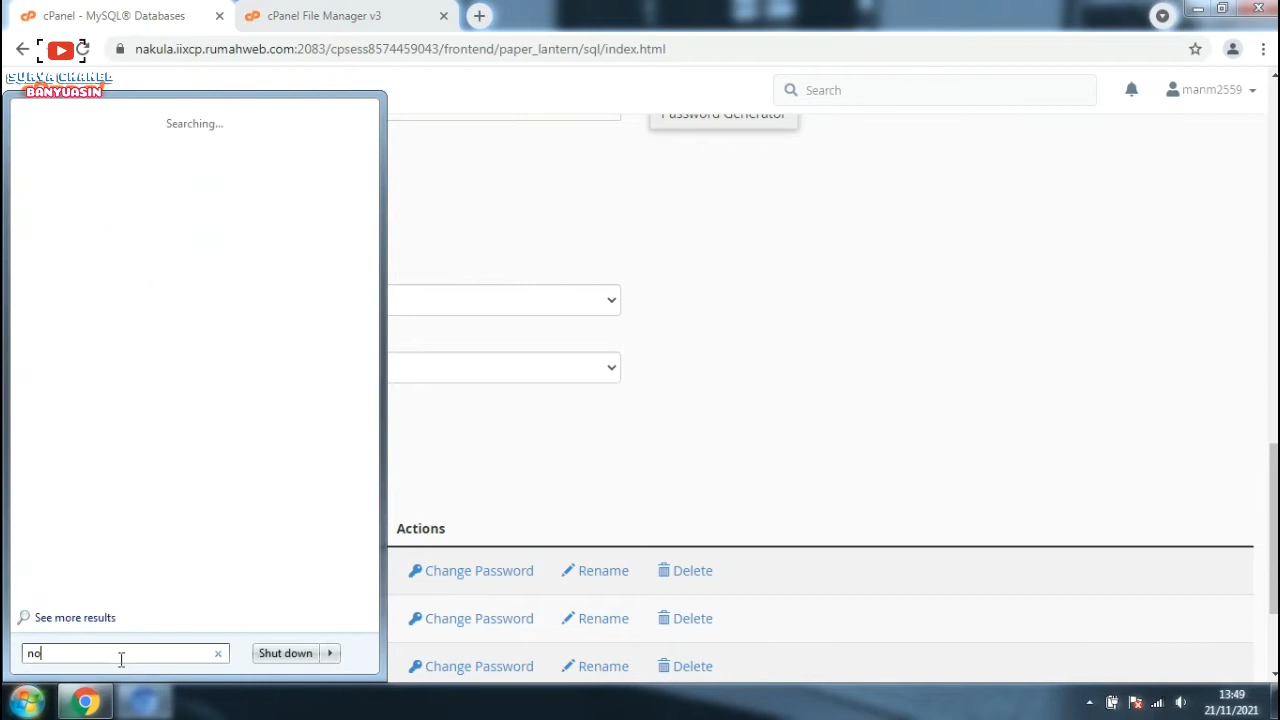 cPanel - MySQL® Databases
cPanel File Manager v3
nakula.iixcp.rumahweb.com:2083/cpsess8574459043/frontend/paper_lantern/sql/index.html
SURYA CHANEL
BANYUASIN
Search
manm2559
Searching...
Password Generator
Actions
Change Password Rename Delete
Change Password Rename Delete
Change Password Rename Delete
See more results
no
Shut down
13:49
21/11/2021